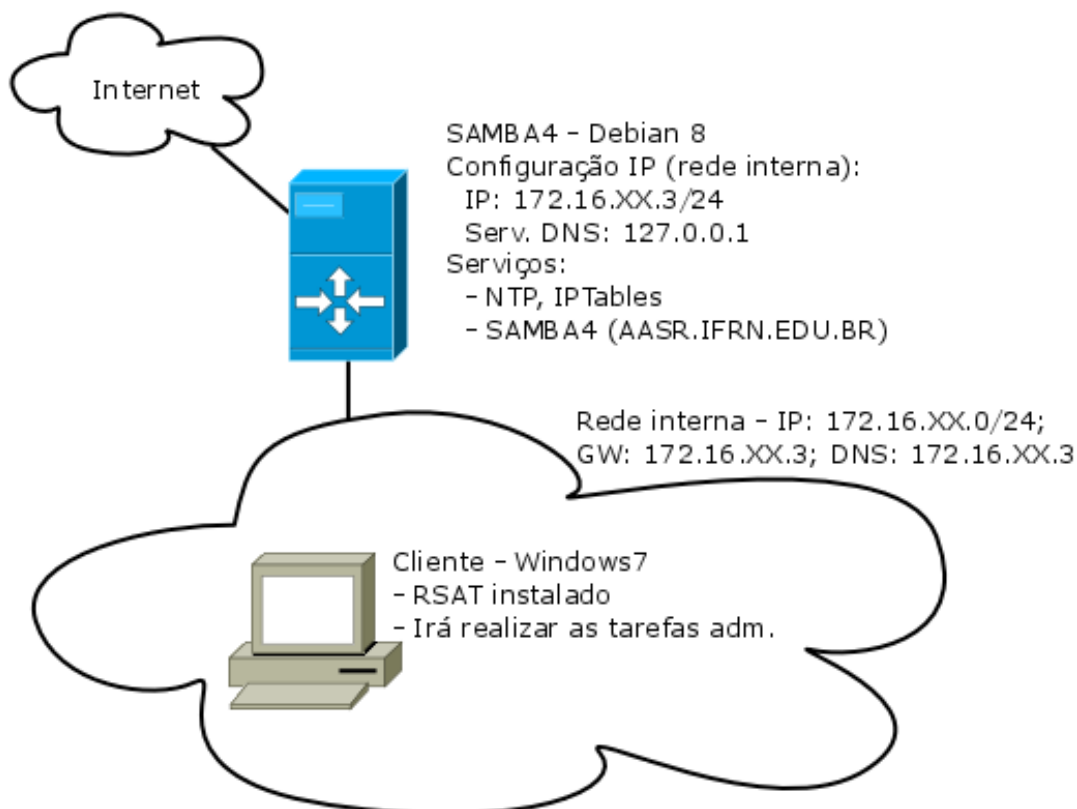 Internet
SAMBA4 - Debian 8
Configuração IP (rede interna):
IP: 172.16.XX.3/24
Serv. DNS: 127.0.0.1
Serviços:
- NTP, IPTables
- SAMBA4 (AASR.IFRN.EDU.BR)
Rede interna - IP: 172.16.XX.0/24;
GW: 172.16.XX.3; DNS: 172.16.XX.3
Cliente - Windows7
- RSAT instalado
- Irá realizar as tarefas adm.